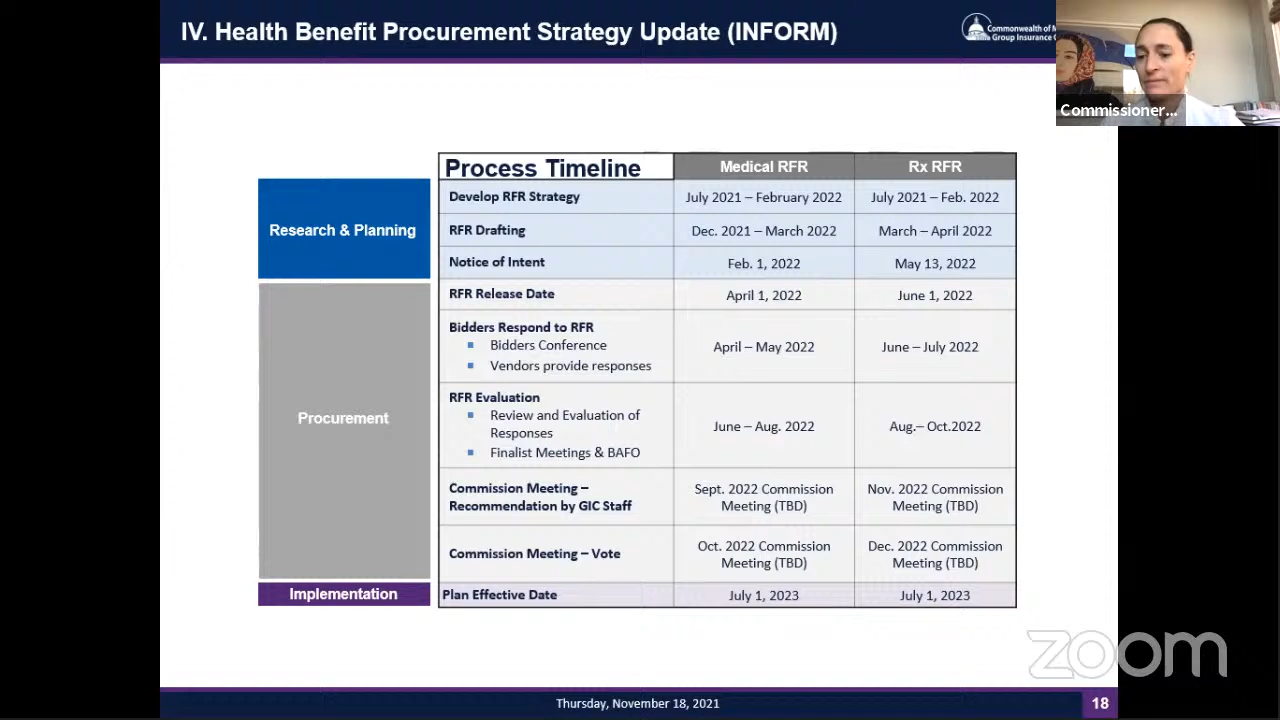 IV. Health Benefit Procurement Strategy Update (INFORM)
Commonwealth of
Group Insurance
Commissioner...
Process Timeline Medical RFR Rx RFR
Research & Planning
Develop RFR Strategy July 2021 – February 2022 July 2021 – Feb. 2022
RFR Drafting Dec. 2021 – March 2022 March – April 2022
Notice of Intent Feb. 1, 2022 May 13, 2022
Procurement
RFR Release Date April 1, 2022 June 1, 2022
Bidders Respond to RFR
▪ Bidders Conference
▪ Vendors provide responses
April – May 2022 June – July 2022
RFR Evaluation
▪ Review and Evaluation of
Responses
▪ Finalist Meetings & BAFO
June – Aug. 2022 Aug.– Oct.2022
Commission Meeting –
Recommendation by GIC Staff
Sept. 2022 Commission
Meeting (TBD)
Nov. 2022 Commission
Meeting (TBD)
Commission Meeting – Vote
Oct. 2022 Commission
Meeting (TBD)
Dec. 2022 Commission
Meeting (TBD)
Implementation
Plan Effective Date July 1, 2023 July 1, 2023
zoom
Thursday, November 18, 2021
18